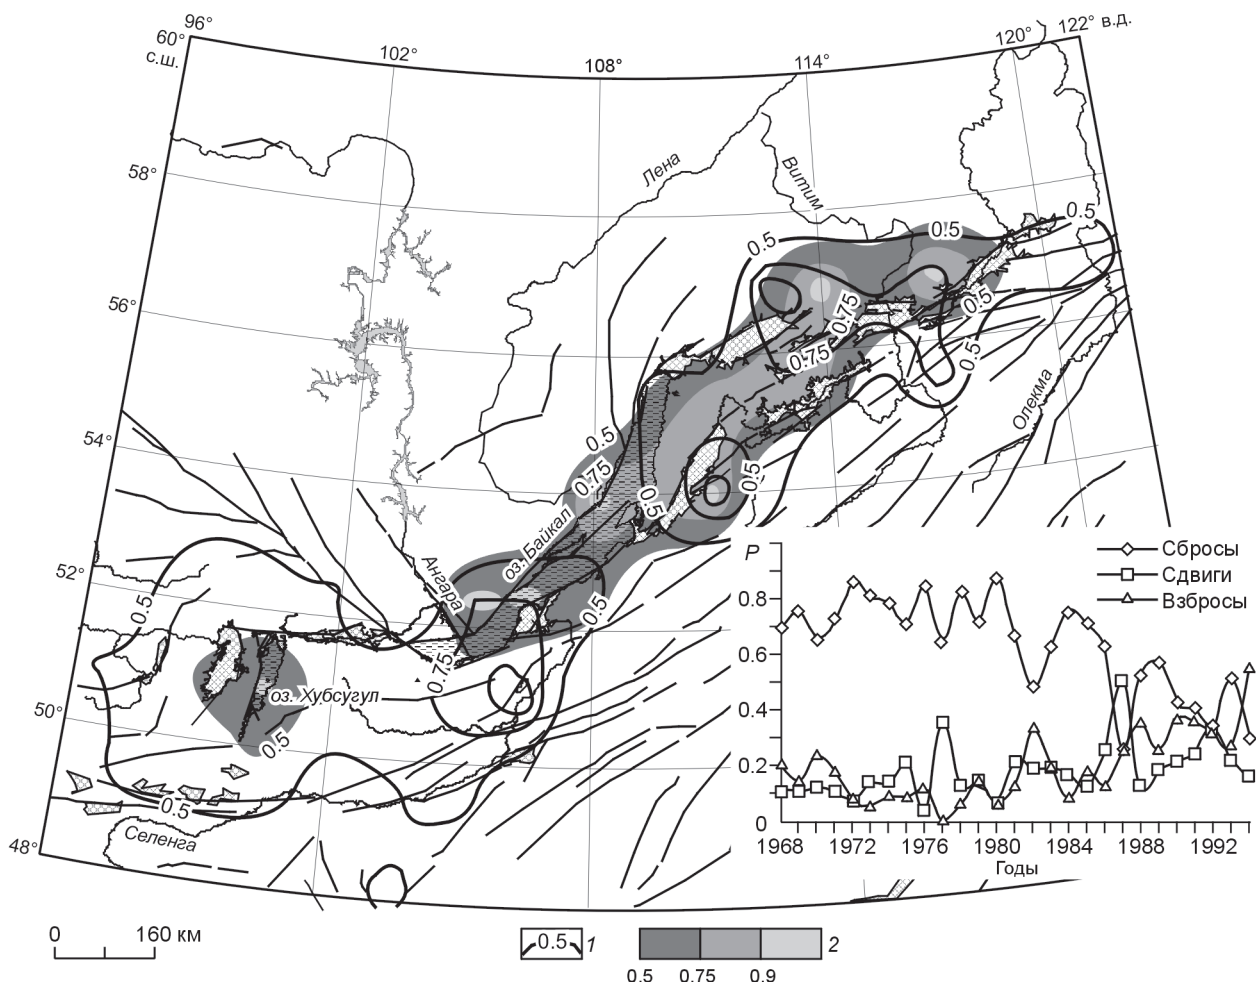 96°
60°
с.ш.
102°
108°
114°
120°
122° в.д.
58°
56°
54°
52°
50°
48°
Лена
Витим
Олекма
Ангара
оз. Байкал
оз. Хубсугул
Селенга
0.5
0.5
0.5
0.5
0.5
0.75
0.75
0.5
0.75
0.5
0.5
0.5
0.5
0.75
0.5
0.5
P
0.8
0.6
0.4
0.2
0
1968 1972 1976 1980 1984 1988 1992
Годы
Сбросы
Сдвиги
Взбросы
0 160 км
0.5 1
2
0.5 0.75 0.9